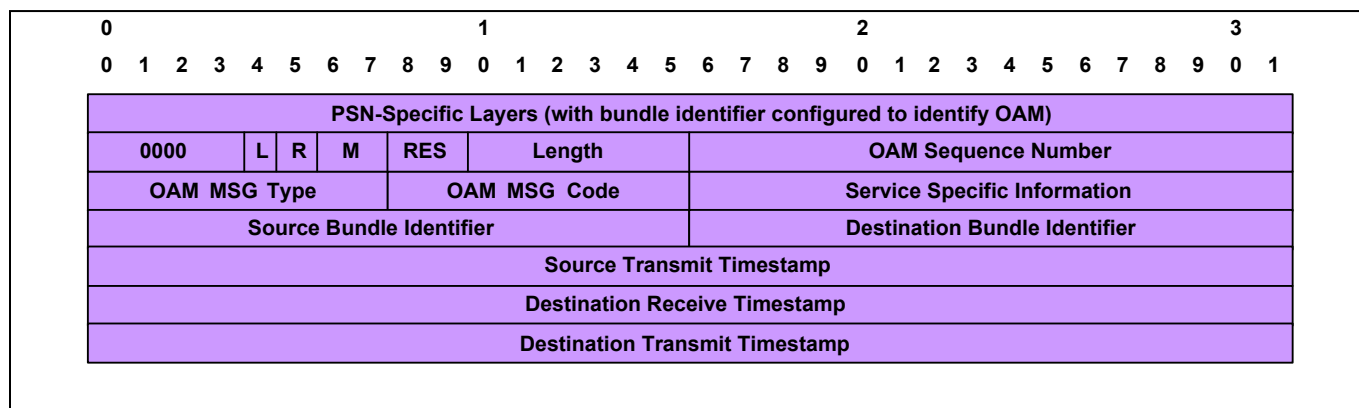 0 1 2 3
0 1 2 3 4 5 6 7 8 9 0 1 2 3 4 5 6 7 8 9 0 1 2 3 4 5 6 7 8 9 0 1
PSN-Specific Layers (with bundle identifier configured to identify OAM)
0000 L R M RES Length OAM Sequence Number
OAM MSG Type OAM MSG Code Service Specific Information
Source Bundle Identifier Destination Bundle Identifier
Source Transmit Timestamp
Destination Receive Timestamp
Destination Transmit Timestamp